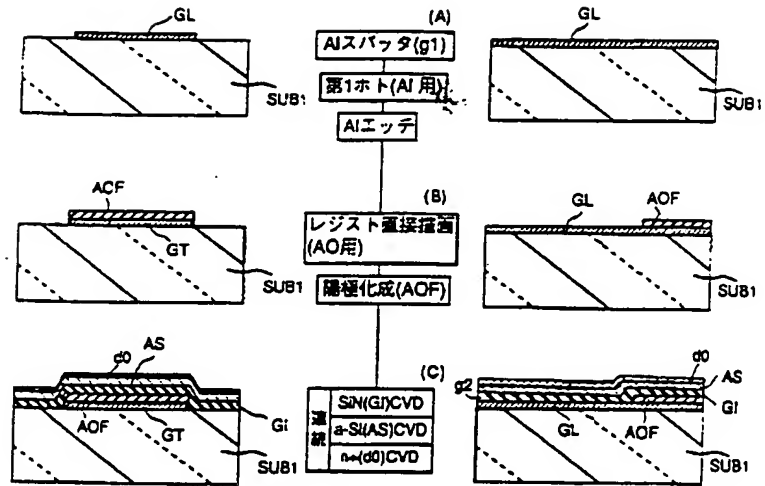 GL
SUB1
(A)
Alスパッタ(g1)
第1ホト(Al用)
Alエッチ
GL
SUB1
ACF
GT
SUB1
(B)
レジスト直接描画
(AO用)
陽極化成(AOF)
GL
AOF
SUB1
d0
AS
GI
AOF
GT
SUB1
(C)
連続
SiN(GI)CVD
a-Si(AS)CVD
n+(d0)CVD
d0
AS
g2
GI
GL
AOF
SUB1